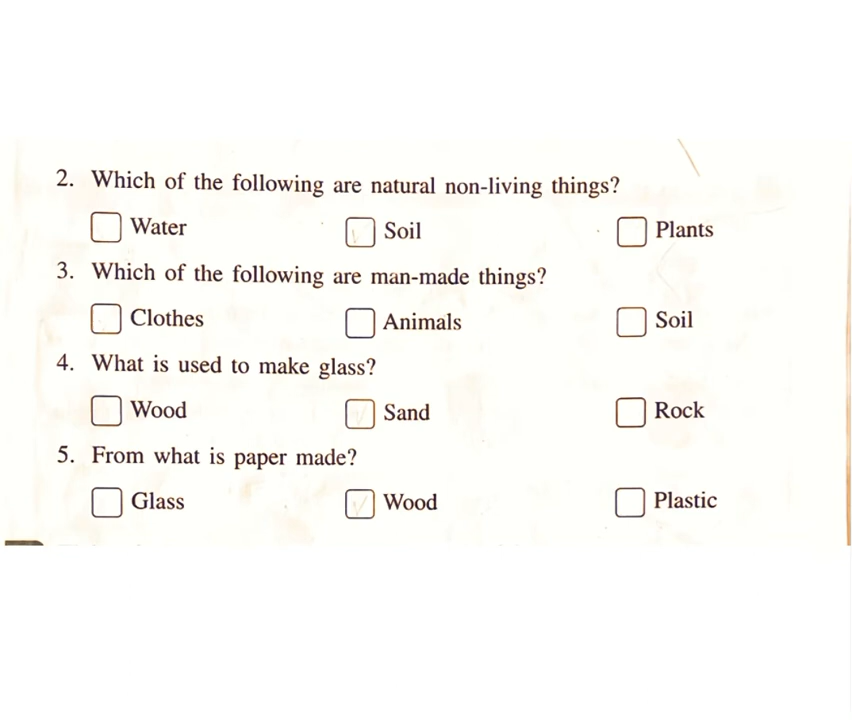 2. Which of the following are natural non-living things?
Water Soil Plants
3. Which of the following are man-made things?
Clothes Animals Soil
4. What is used to make glass?
Wood Sand Rock
5. From what is paper made?
Glass Wood Plastic